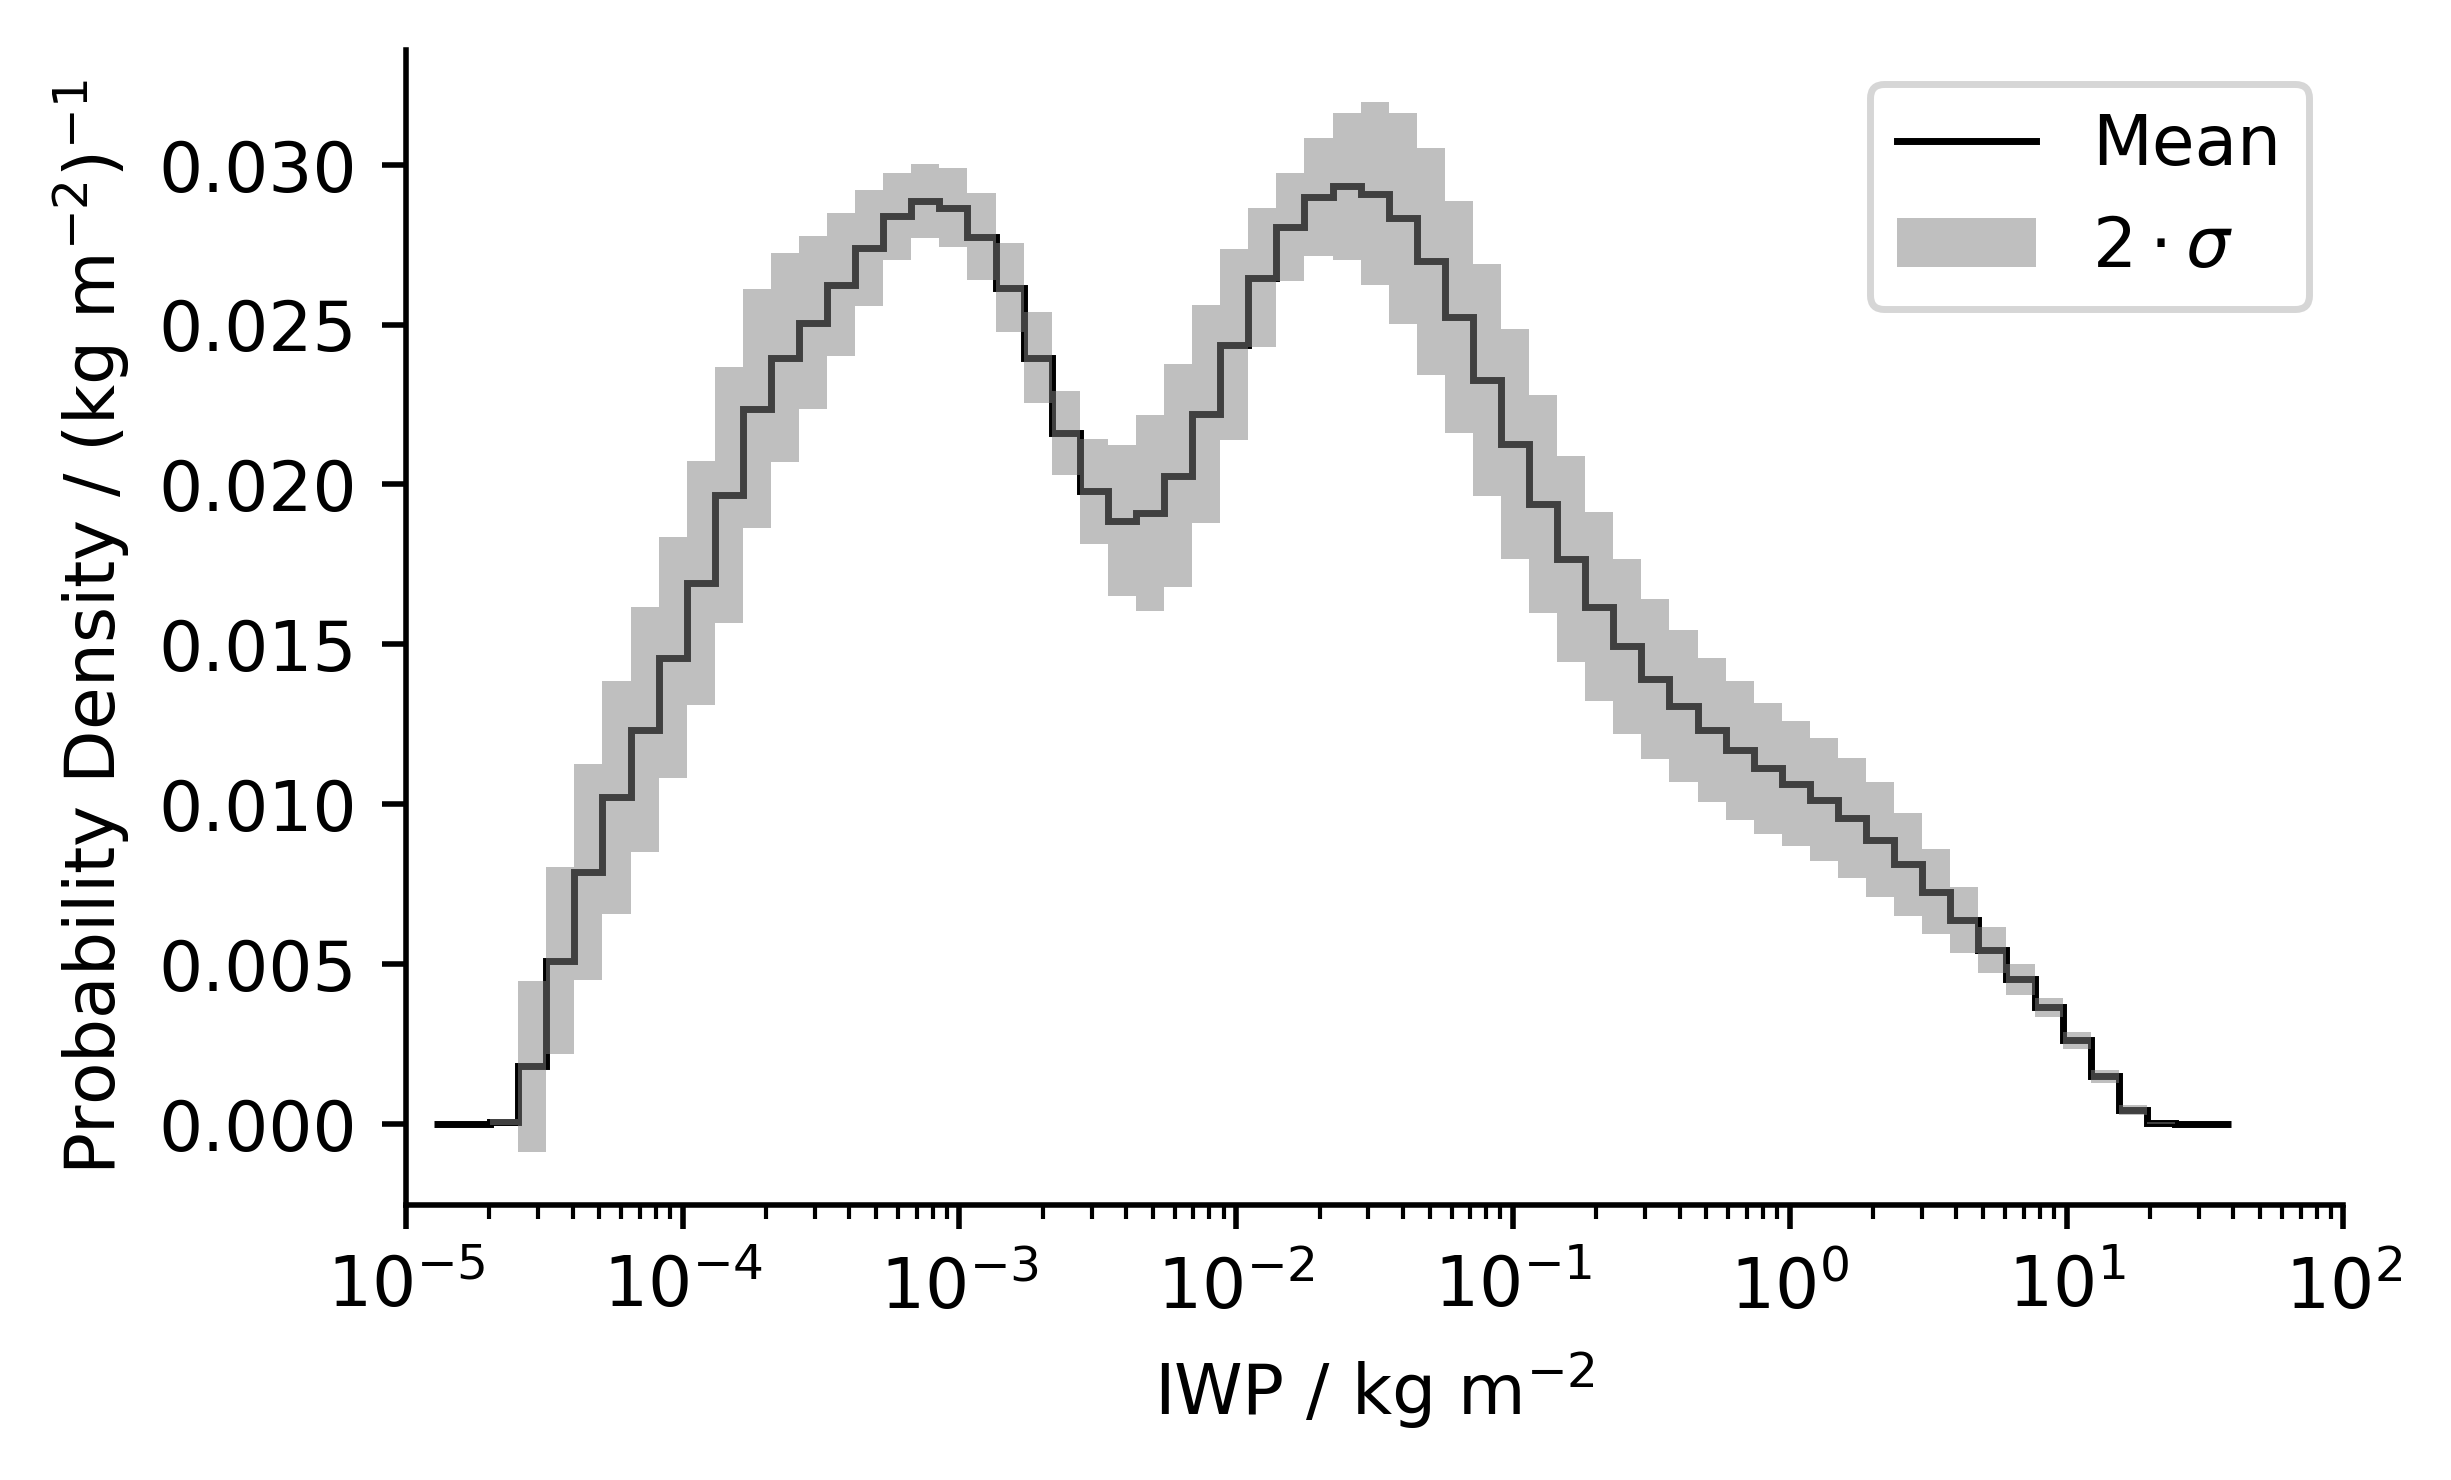 Probability Density / (kg m⁻²)⁻¹
0.030
0.025
0.020
0.015
0.010
0.005
0.000
Mean
2 · σ
10⁻⁵ 10⁻⁴ 10⁻³ 10⁻² 10⁻¹ 10⁰ 10¹ 10²
IWP / kg m⁻²